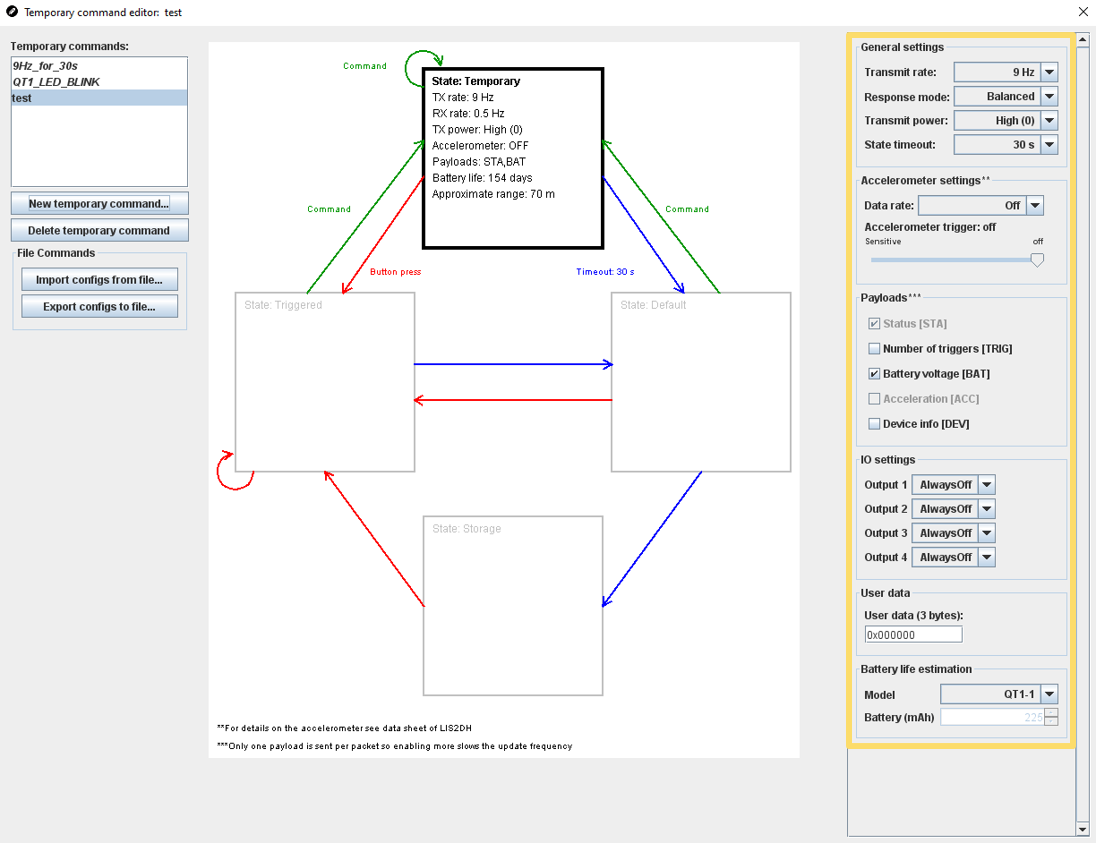 Temporary command editor: test
Temporary commands:
9Hz_for_30s
QT1_LED_BLINK
test
New temporary command...
Delete temporary command
File Commands
Import configs from file...
Export configs to file...
Command
State: Temporary
TX rate: 9 Hz
RX rate: 0.5 Hz
TX power: High (0)
Accelerometer: OFF
Payloads: STA,BAT
Battery life: 154 days
Approximate range: 70 m
Command
Command
Button press
Timeout: 30 s
State: Triggered
State: Default
State: Storage
**For details on the accelerometer see data sheet of LIS2DH
***Only one payload is sent per packet so enabling more slows the update frequency
General settings
Transmit rate: 9 Hz
Response mode: Balanced
Transmit power: High (0)
State timeout: 30 s
Accelerometer settings**
Data rate: Off
Accelerometer trigger: off
Sensitive off
Payloads***
Status [STA]
Number of triggers [TRIG]
Battery voltage [BAT]
Acceleration [ACC]
Device info [DEV]
IO settings
Output 1 AlwaysOff
Output 2 AlwaysOff
Output 3 AlwaysOff
Output 4 AlwaysOff
User data
User data (3 bytes):
0x000000
Battery life estimation
Model QT1-1
Battery (mAh) 225